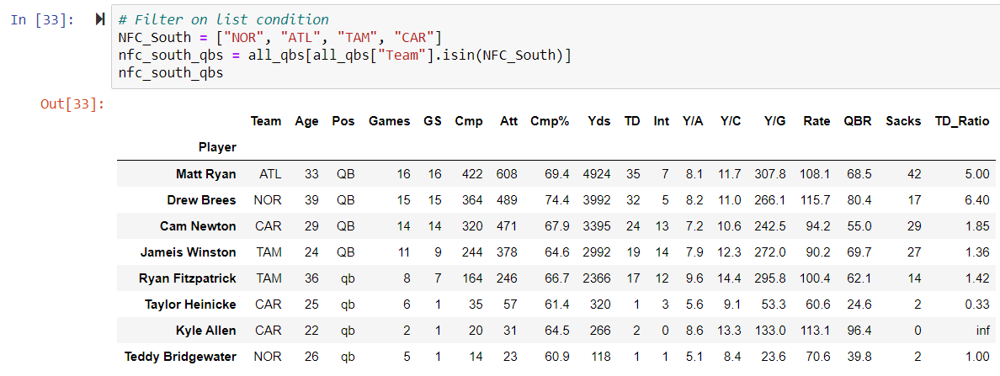 In [33]:
# Filter on list condition
NFC_South = ["NOR", "ATL", "TAM", "CAR"]
nfc_south_qbs = all_qbs[all_qbs["Team"].isin(NFC_South)]
nfc_south_qbs
Out[33]:
Team Age Pos Games GS Cmp Att Cmp% Yds TD Int Y/A Y/C Y/G Rate QBR Sacks TD_Ratio
Player
Matt Ryan ATL 33 QB 16 16 422 608 69.4 4924 35 7 8.1 11.7 307.8 108.1 68.5 42 5.00
Drew Brees NOR 39 QB 15 15 364 489 74.4 3992 32 5 8.2 11.0 266.1 115.7 80.4 17 6.40
Cam Newton CAR 29 QB 14 14 320 471 67.9 3395 24 13 7.2 10.6 242.5 94.2 55.0 29 1.85
Jameis Winston TAM 24 QB 11 9 244 378 64.6 2992 19 14 7.9 12.3 272.0 90.2 69.7 27 1.36
Ryan Fitzpatrick TAM 36 qb 8 7 164 246 66.7 2366 17 12 9.6 14.4 295.8 100.4 62.1 14 1.42
Taylor Heinicke CAR 25 qb 6 1 35 57 61.4 320 1 3 5.6 9.1 53.3 60.6 24.6 2 0.33
Kyle Allen CAR 22 qb 2 1 20 31 64.5 266 2 0 8.6 13.3 133.0 113.1 96.4 0 inf
Teddy Bridgewater NOR 26 qb 5 1 14 23 60.9 118 1 1 5.1 8.4 23.6 70.6 39.8 2 1.00